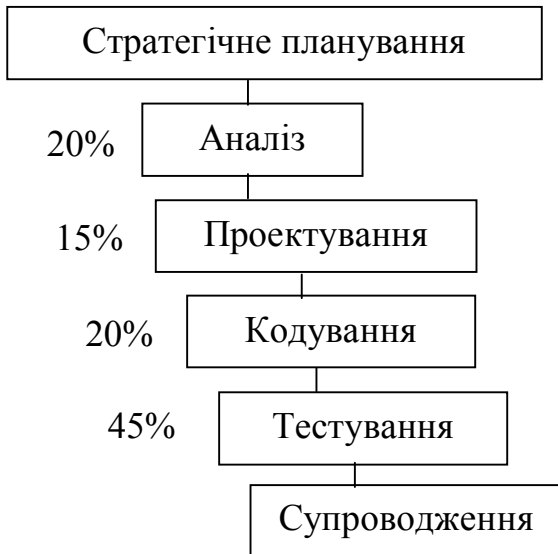 Стратегічне планування
20% Аналіз
15% Проектування
20% Кодування
45% Тестування
Супроводження